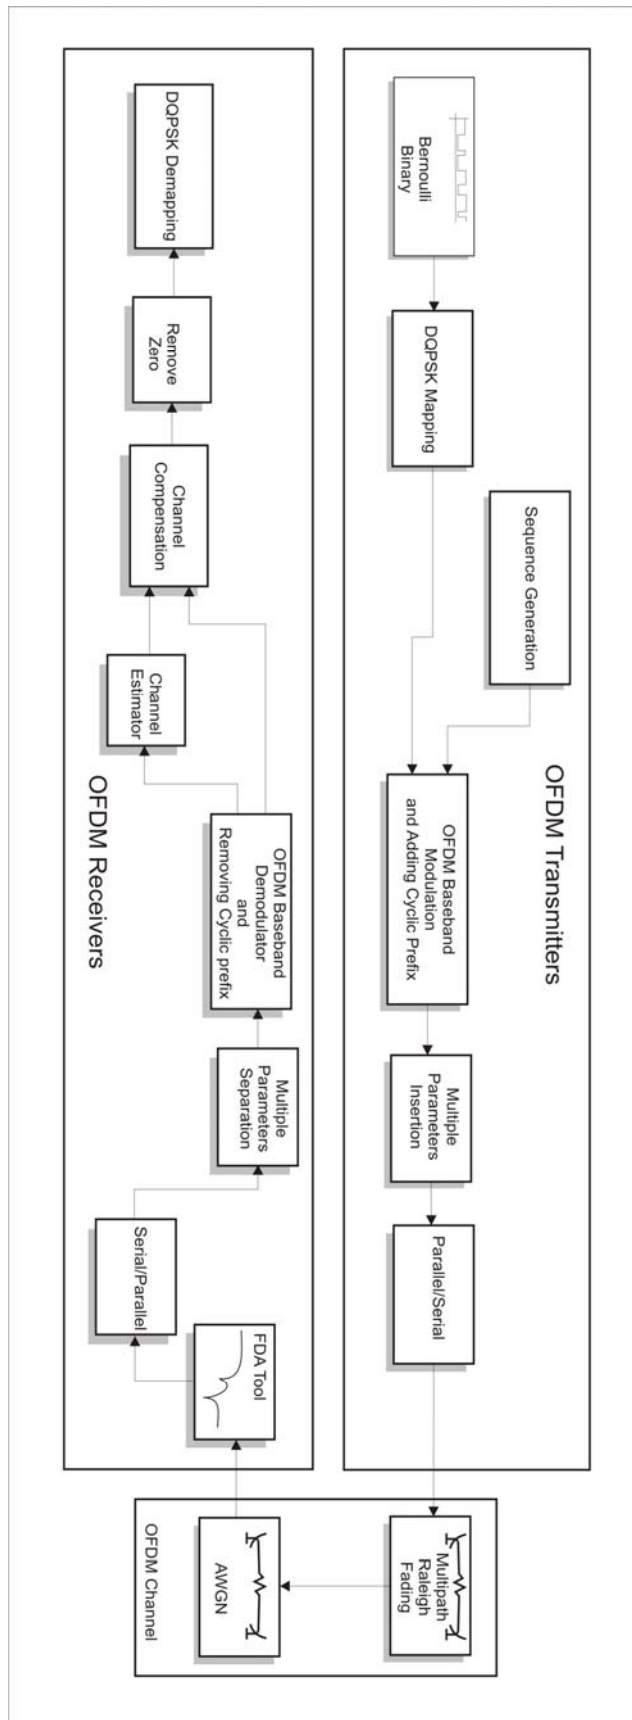 OFDM Transmitters
Bernoulli
Binary
DQPSK Mapping
Sequence Generation
OFDM Baseband
Modulation
and Adding Cyclic Prefix
Multiple
Parameters
Insertion
Parallel/Serial
Multipath
Raleigh
Fading
AWGN
OFDM Channel
FDA Tool
Serial/Parallel
Multiple
Parameters
Separation
OFDM Baseband
Demodulator
and
Removing Cyclic prefix
Channel
Estimator
Channel
Compensation
Remove
Zero
DQPSK Demapping
OFDM Receivers